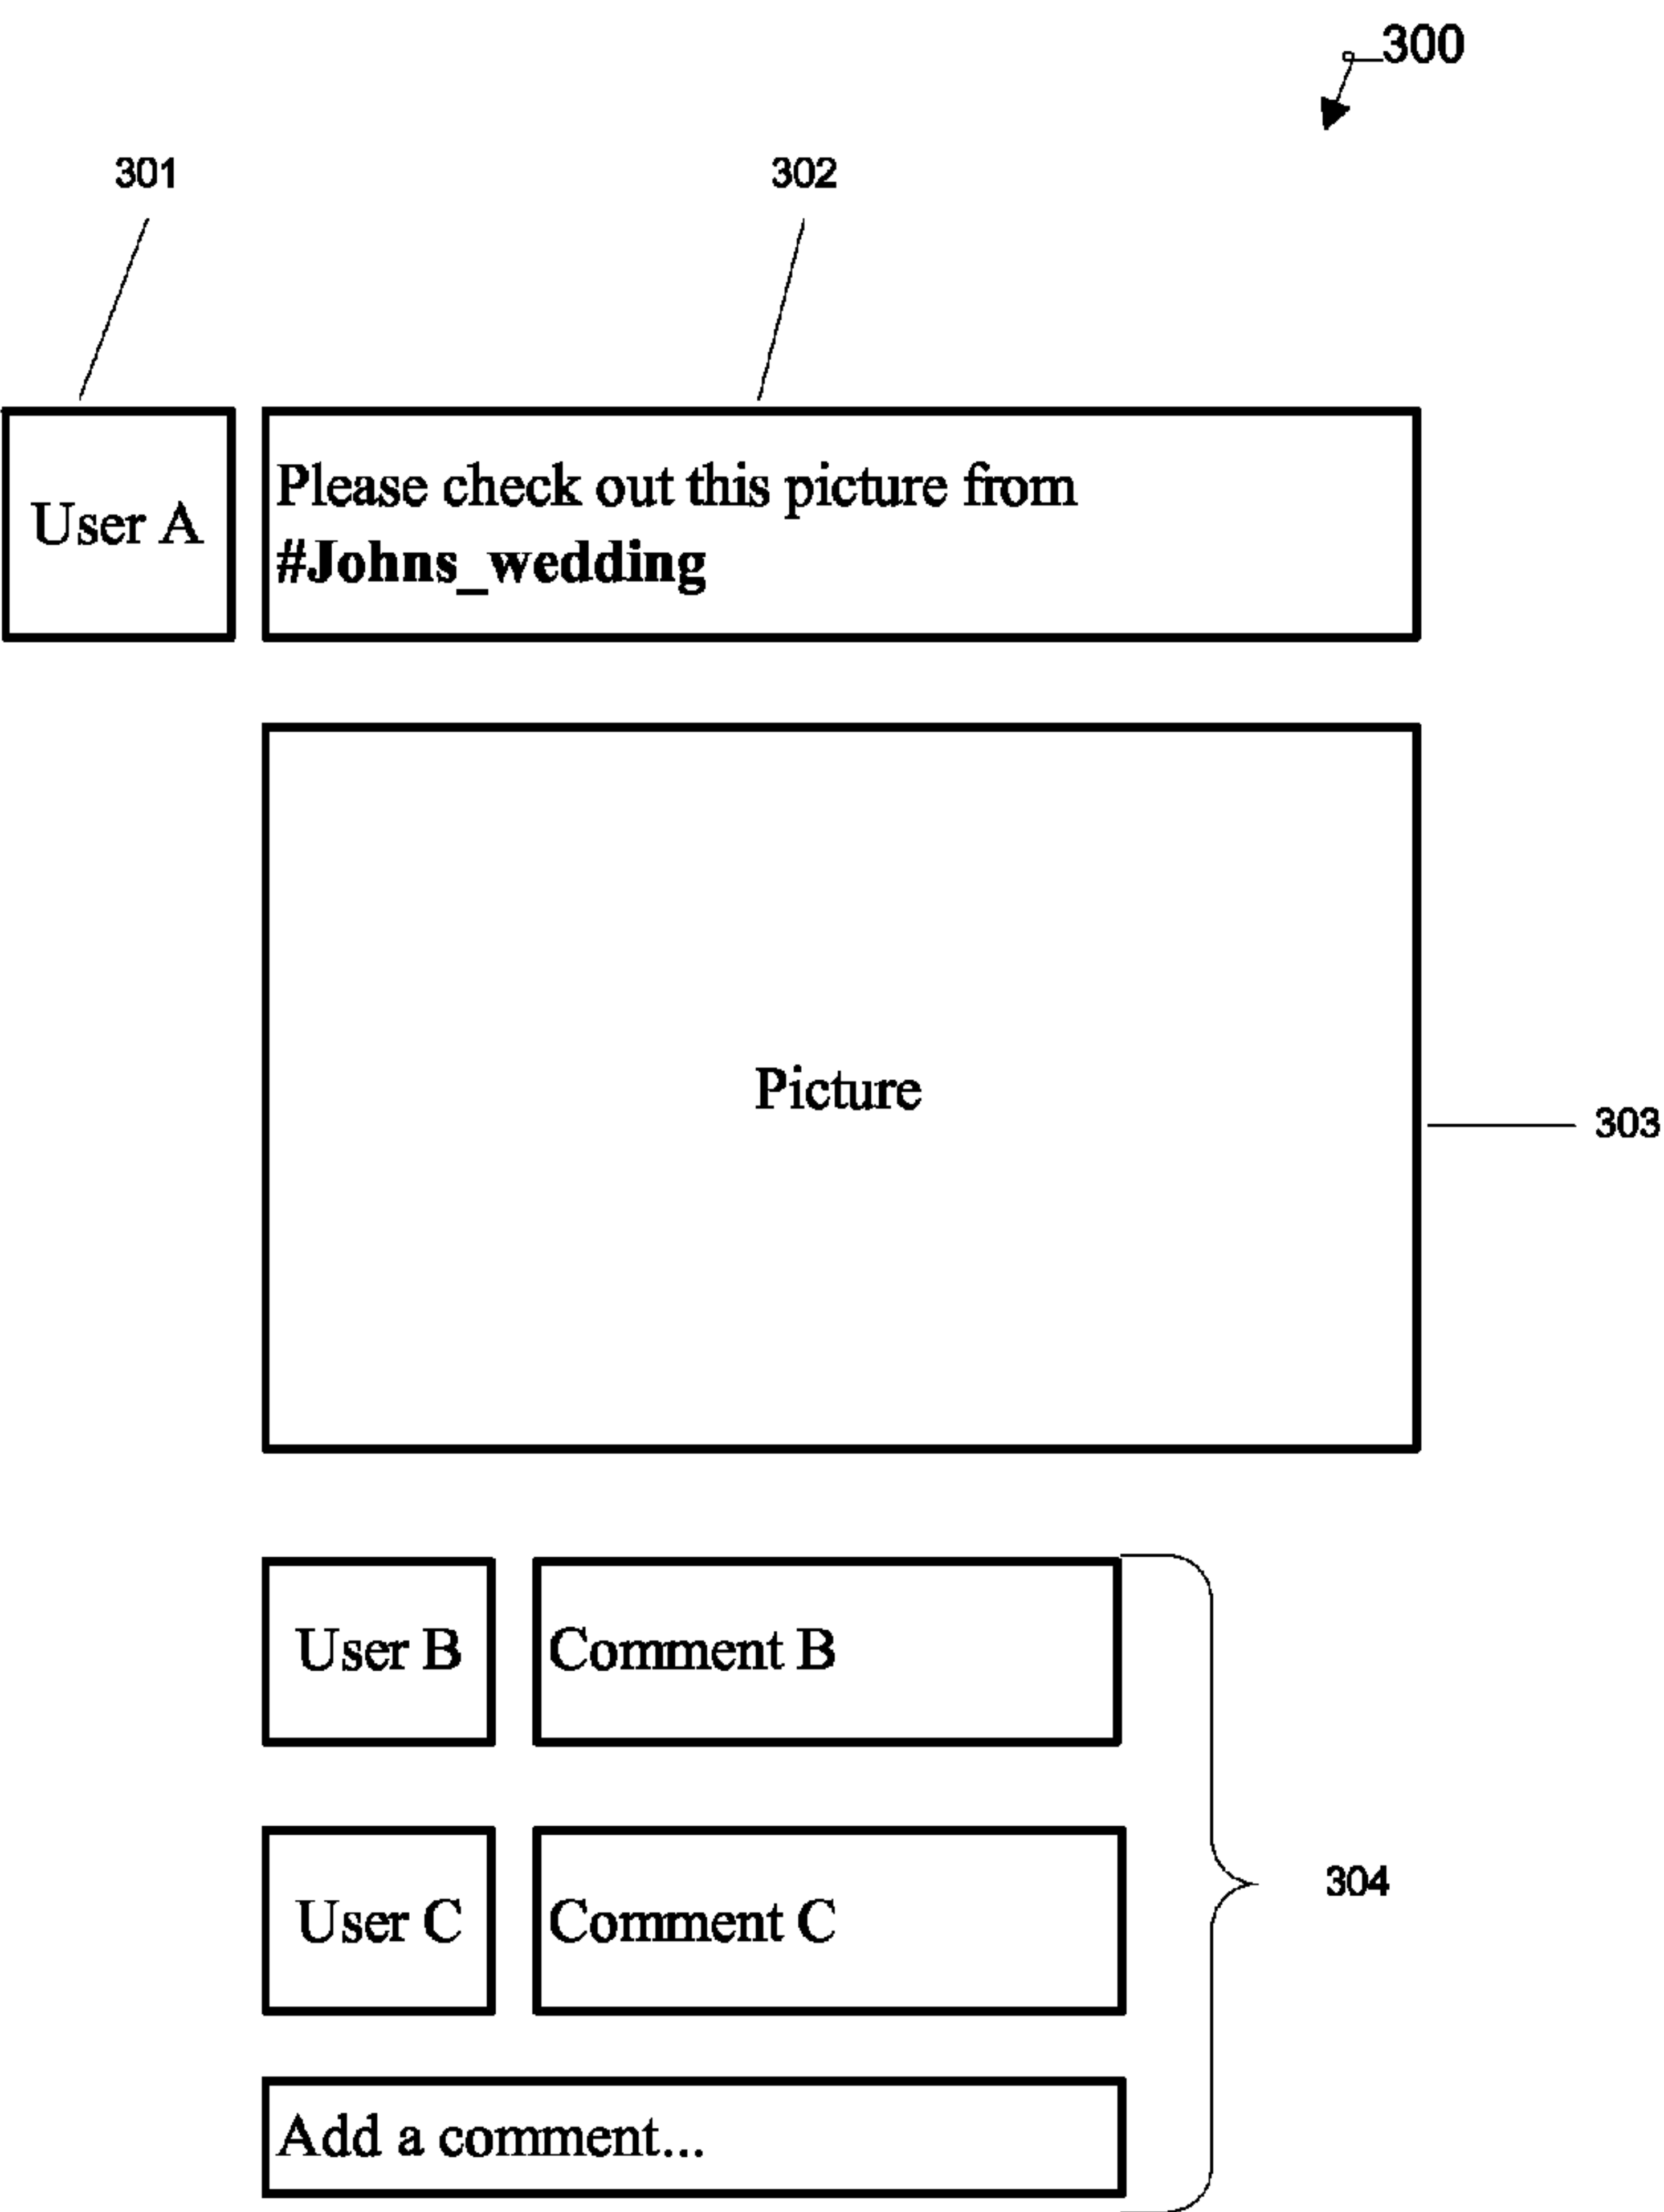 300
301
302
User A
Please check out this picture from
#Johns_wedding
Picture
303
User B
Comment B
User C
Comment C
304
Add a comment...